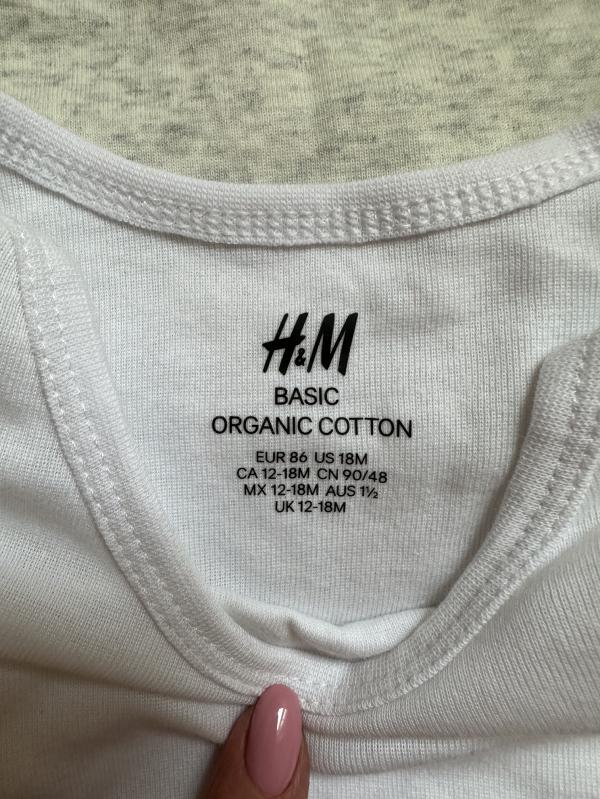 H&M
BASIC
ORGANIC COTTON
EUR 86 US 18M
CA 12-18M CN 90/48
MX 12-18M AUS 1½
UK 12-18M